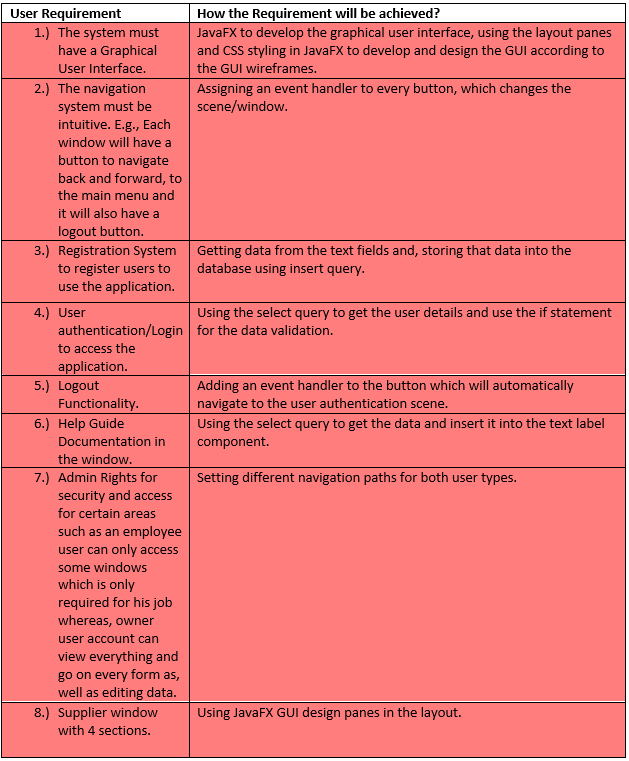 User Requirement
How the Requirement will be achieved?
1.) The system must
have a Graphical
User Interface.
JavaFX to develop the graphical user interface, using the layout panes
and CSS styling in JavaFX to develop and design the GUI according to
the GUI wireframes.
2.) The navigation
system must be
intuitive. E.g., Each
window will have a
button to navigate
back and forward, to
the main menu and
it will also have a
logout button.
Assigning an event handler to every button, which changes the
scene/window.
3.) Registration System
to register users to
use the application.
Getting data from the text fields and, storing that data into the
database using insert query.
4.) User
authentication/Login
to access the
application.
Using the select query to get the user details and use the if statement
for the data validation.
5.) Logout
Functionality.
Adding an event handler to the button which will automatically
navigate to the user authentication scene.
6.) Help Guide
Documentation in
the window.
Using the select query to get the data and insert it into the text label
component.
7.) Admin Rights for
security and access
for certain areas
such as an employee
user can only access
some windows
which is only
required for his job
whereas, owner
user account can
view everything and
go on every form as,
well as editing data.
Setting different navigation paths for both user types.
8.) Supplier window
with 4 sections.
Using JavaFX GUI design panes in the layout.